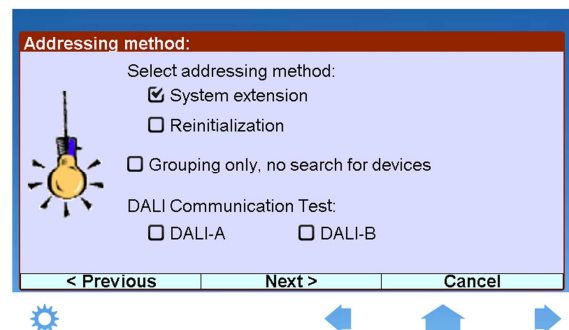 Addressing method:
Select addressing method:
System extension
Reinitialization
Grouping only, no search for devices
DALI Communication Test:
DALI-A DALI-B
< Previous Next > Cancel